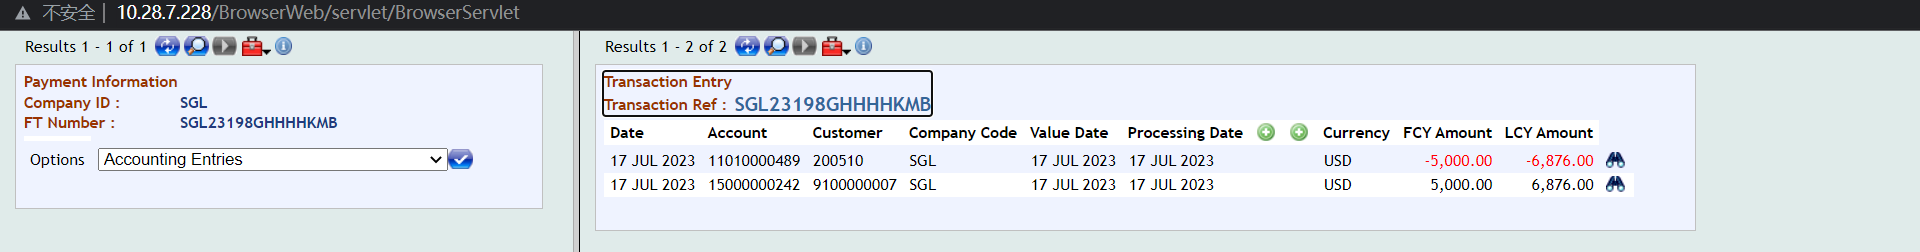 不安全 | 10.28.7.228/BrowserWeb/servlet/BrowserServlet
Results 1 - 1 of 1
Payment Information
Company ID : SGL
FT Number : SGL23198GHHHHKMB
Options Accounting Entries
Results 1 - 2 of 2
Transaction Entry
Transaction Ref : SGL23198GHHHHKMB
Date Account Customer Company Code Value Date Processing Date Currency FCY Amount LCY Amount
17 JUL 2023 11010000489 200510 SGL 17 JUL 2023 17 JUL 2023 USD -5,000.00 -6,876.00
17 JUL 2023 15000000242 9100000007 SGL 17 JUL 2023 17 JUL 2023 USD 5,000.00 6,876.00